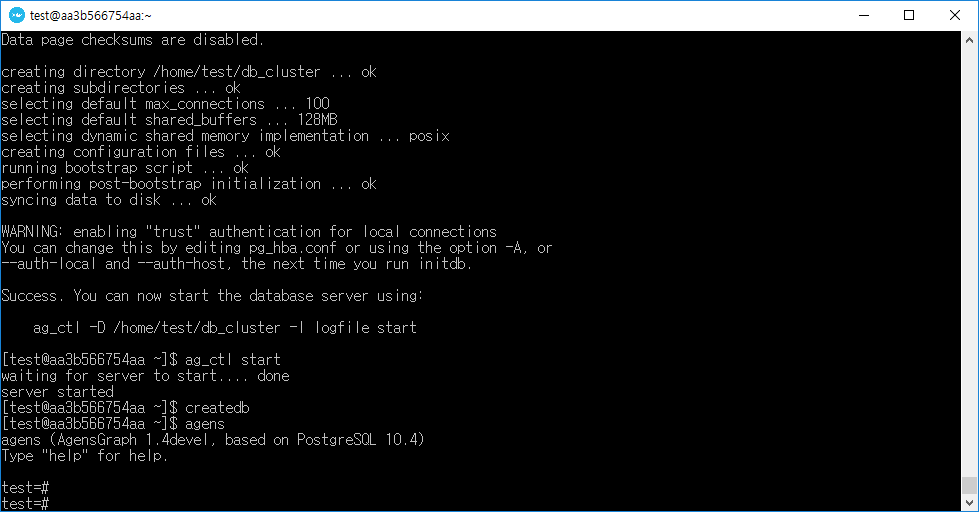 test@aa3b566754aa:~
Data page checksums are disabled.
creating directory /home/test/db_cluster ... ok
creating subdirectories ... ok
selecting default max_connections ... 100
selecting default shared_buffers ... 128MB
selecting dynamic shared memory implementation ... posix
creating configuration files ... ok
running bootstrap script ... ok
performing post-bootstrap initialization ... ok
syncing data to disk ... ok
WARNING: enabling "trust" authentication for local connections
You can change this by editing pg_hba.conf or using the option -A, or
--auth-local and --auth-host, the next time you run initdb.
Success. You can now start the database server using:
ag_ctl -D /home/test/db_cluster -l logfile start
[test@aa3b566754aa ~]$ ag_ctl start
waiting for server to start.... done
server started
[test@aa3b566754aa ~]$ createdb
[test@aa3b566754aa ~]$ agens
agens (AgensGraph 1.4devel, based on PostgreSQL 10.4)
Type "help" for help.
test=#
test=#